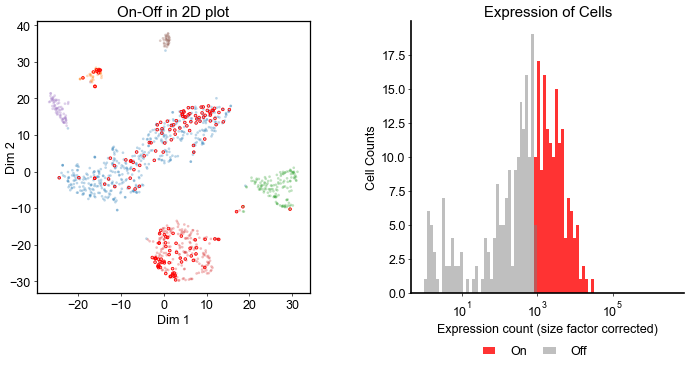 On-Off in 2D plot
Expression of Cells
40
30
20
10
0
−10
−20
−30
Dim 2
−20 −10 0 10 20 30
Dim 1
17.5
15.0
12.5
10.0
7.5
5.0
2.5
0.0
Cell Counts
10¹ 10³ 10⁵
Expression count (size factor corrected)
On Off